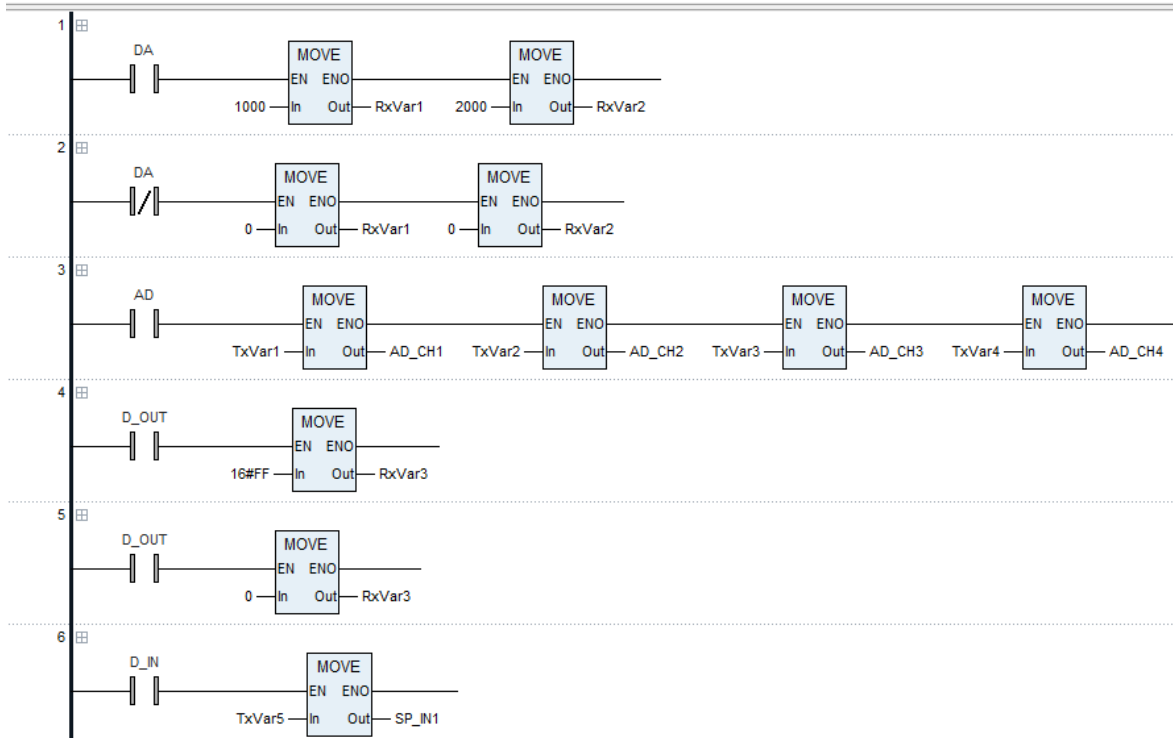 1
DA
MOVE MOVE
EN ENO EN ENO
1000 In Out RxVar1 2000 In Out RxVar2
2
DA
MOVE MOVE
EN ENO EN ENO
0 In Out RxVar1 0 In Out RxVar2
3
AD
MOVE MOVE MOVE MOVE
EN ENO EN ENO EN ENO EN ENO
TxVar1 In Out AD_CH1 TxVar2 In Out AD_CH2 TxVar3 In Out AD_CH3 TxVar4 In Out AD_CH4
4
D_OUT
MOVE
EN ENO
16#FF In Out RxVar3
5
D_OUT
MOVE
EN ENO
0 In Out RxVar3
6
D_IN
MOVE
EN ENO
TxVar5 In Out SP_IN1